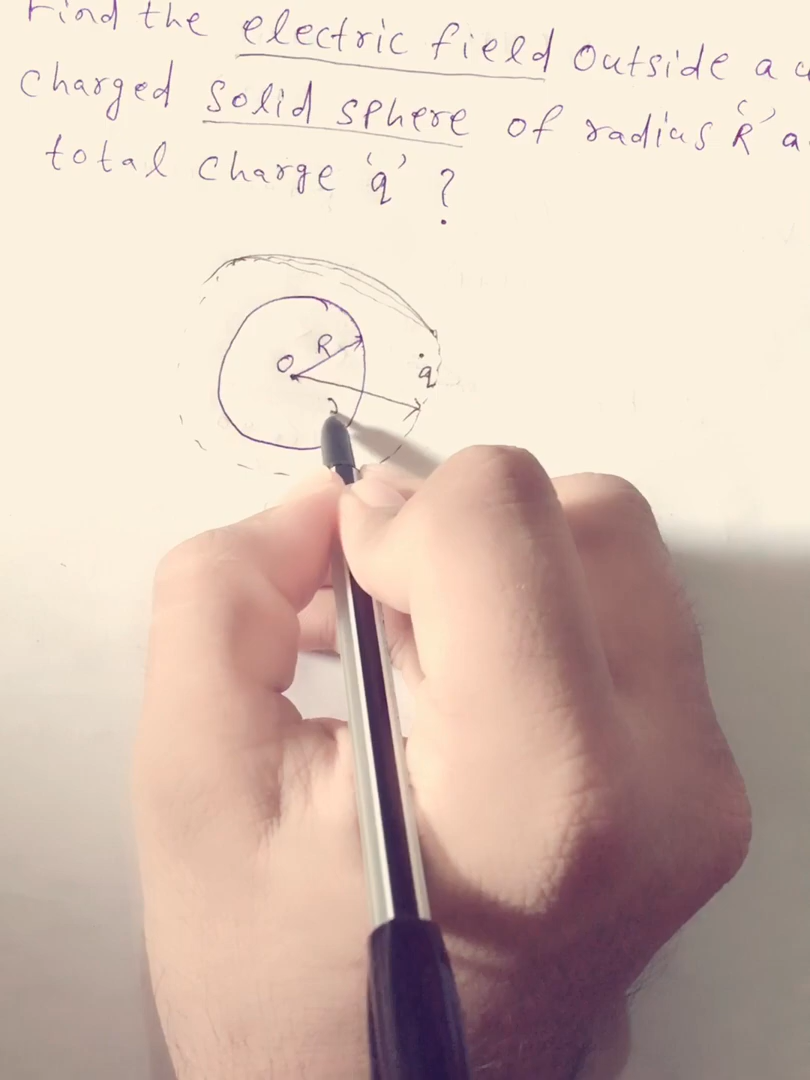 Find the electric field outside a
charged solid sphere of radius 'R'
total charge 'q' ?
R
O
q